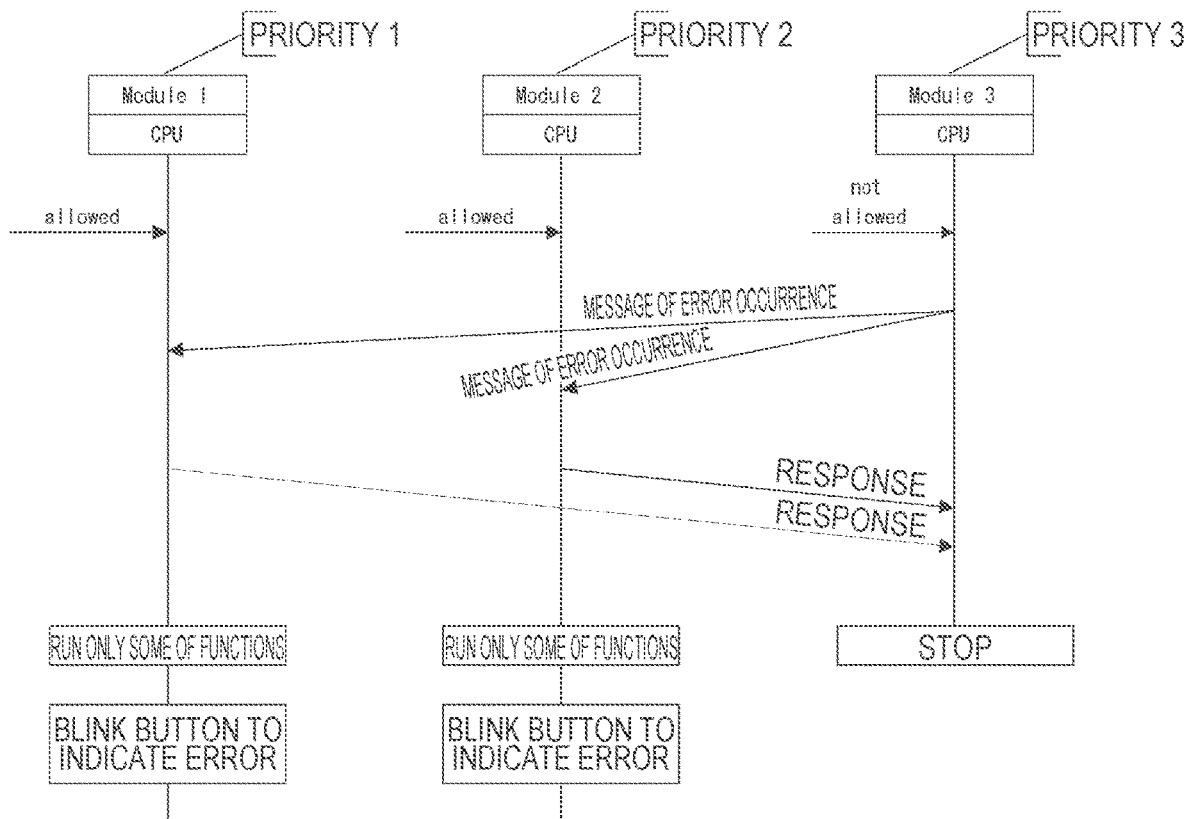 PRIORITY 1
PRIORITY 2
PRIORITY 3
Module 1
Module 2
Module 3
CPU
CPU
CPU
allowed
allowed
not
allowed
MESSAGE OF ERROR OCCURRENCE
MESSAGE OF ERROR OCCURRENCE
RESPONSE
RESPONSE
RUN ONLY SOME OF FUNCTIONS
RUN ONLY SOME OF FUNCTIONS
STOP
BLINK BUTTON TO
INDICATE ERROR
BLINK BUTTON TO
INDICATE ERROR